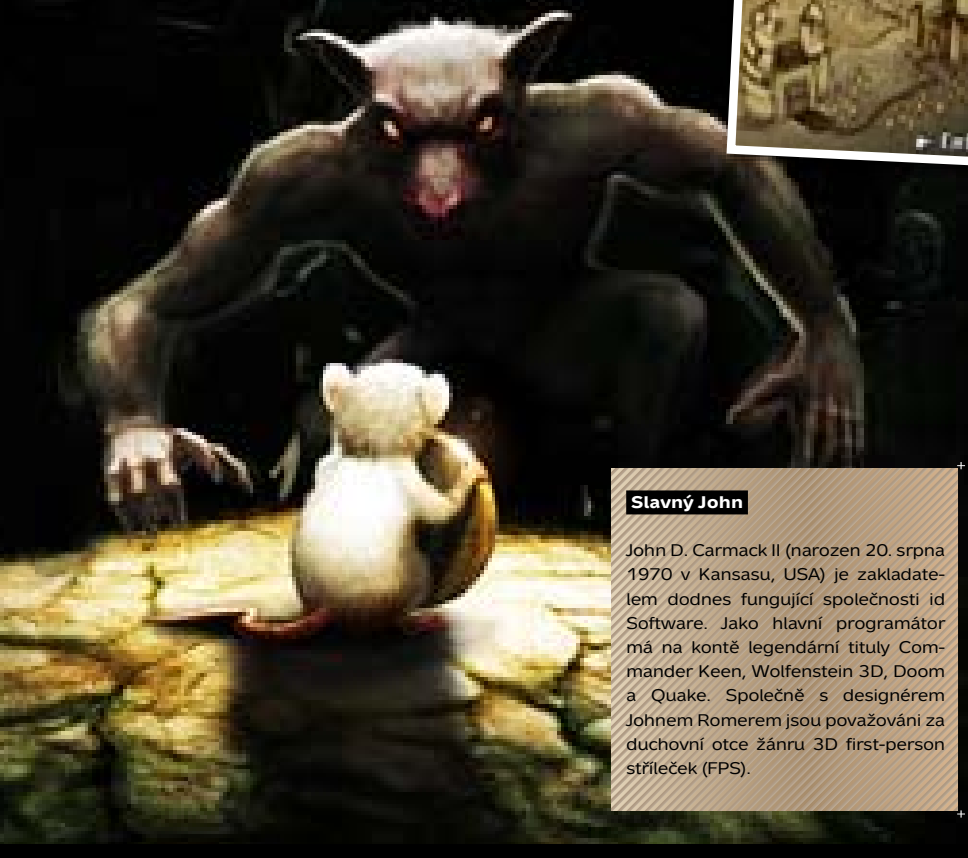 Slavný John
John D. Carmack II (narozen 20. srpna
1970 v Kansasu, USA) je zakladate-
lem dodnes fungující společnosti id
Software. Jako hlavní programátor
má na kontě legendární tituly Com-
mander Keen, Wolfenstein 3D, Doom
a Quake. Společně s designérem
Johnem Romerem jsou považováni za
duchovní otce žánru 3D first-person
stříleček (FPS).